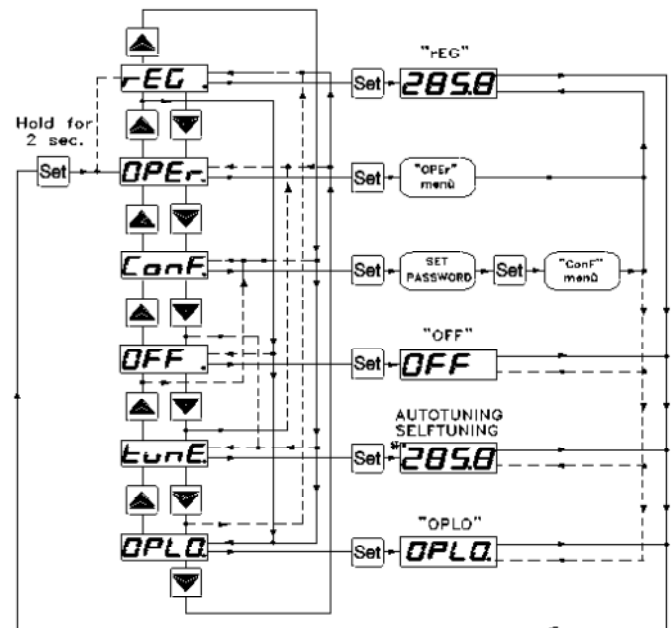 "rEG"
rEG. Set 285.8
Hold for
2 sec.
Set OPEr. Set "OPEr"
menù
ConF. Set SET
PASSWORD Set "ConF"
menù
"OFF"
OFF. Set OFF
AUTOTUNING
SELFTUNING
tunE. Set 285.8
"OPLO"
OPLO. Set OPLO.